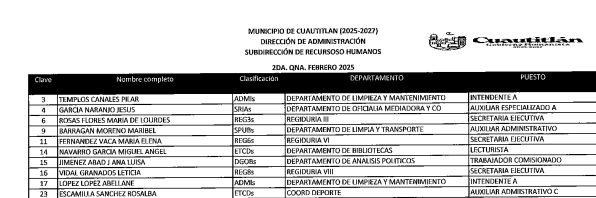 MUNICIPIO DE CUAUTITLAN (2025-2027)
DIRECCIÓN DE ADMINISTRACIÓN
SUBDIRECCIÓN DE RECURSOSO HUMANOS
Cuautitlán
Gobierno Humanista
2DA. QNA. FEBRERO 2025
Clave Nombre completo Clasificación DEPARTAMENTO PUESTO
3 TEMPLOS CANALES PILAR ADMIs DEPARTAMENTO DE LIMPIEZA Y MANTENIMIENTO INTENDENTE A
4 GARCIA NARANJO JESUS SRIAs DEPARTAMENTO DE OFICIALIA MEDIADORA Y CO AUXILIAR ESPECIALIZADO A
6 ROSAS FLORES MARIA DE LOURDES REG3s REGIDURIA III SECRETARIA EJECUTIVA
9 BARRAGAN MORENO MARIBEL SPUBs DEPARTAMENTO DE LIMPIA Y TRANSPORTE AUXILIAR ADMINISTRATIVO
11 FERNANDEZ VACA MARIA ELENA REG6s REGIDURIA VI SECRETARIA EJECUTIVA
14 NAVARRO GARCIA MIGUEL ANGEL ETCDs DEPARTAMENTO DE BIBLIOTECAS LECTURISTA
15 JIMENEZ ABAD J ANA LUISA DGOBs DEPARTAMENTO DE ANALISIS POLITICOS TRABAJADOR COMISIONADO
16 VIDAL GRANADOS LETICIA REG8s REGIDURIA VIII SECRETARIA EJECUTIVA
17 LOPEZ LOPEZ ABELLANE ADMIs DEPARTAMENTO DE LIMPIEZA Y MANTENIMIENTO INTENDENTE A
23 ESCAMILLA SANCHEZ ROSALBA ETCDs COORD DEPORTE AUXILIAR ADMIISTRATIVO C